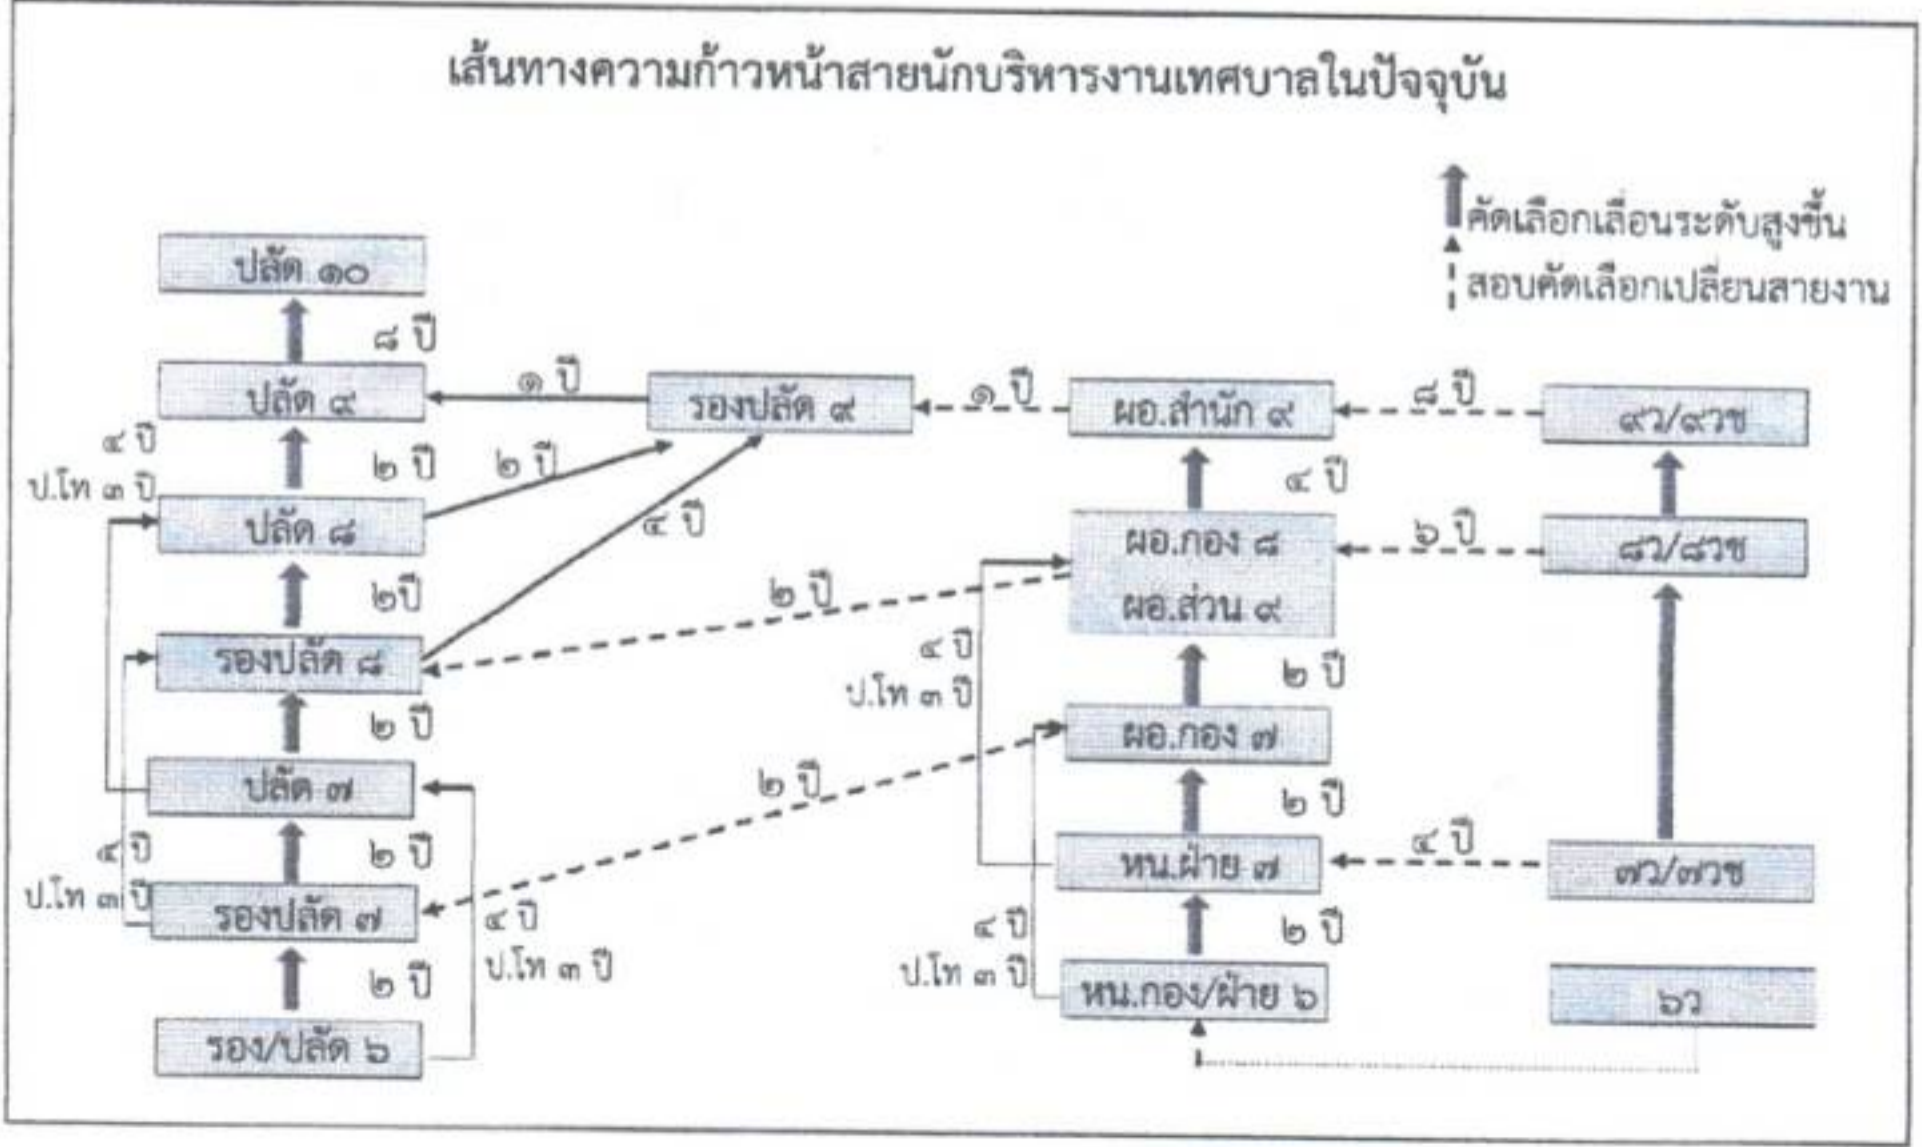 เส้นทางความก้าวหน้าสายนักบริหารงานเทศบาลในปัจจุบัน
คัดเลือกเลื่อนระดับสูงขึ้น
สอบคัดเลือกเปลี่ยนสายงาน
ปลัด ๑๐
๘ ปี
ปลัด ๙
๑ ปี
รองปลัด ๙
๑ ปี
ผอ.สำนัก ๙
๘ ปี
๙ว/๙วช
๔ ปี
ป.โท ๓ ปี
๒ ปี
๒ ปี
๔ ปี
๔ ปี
ปลัด ๘
ผอ.กอง ๘
ผอ.ส่วน ๙
๖ ปี
๘ว/๘วช
๒ปี
๒ ปี
รองปลัด ๘
๔ ปี
ป.โท ๓ ปี
๒ ปี
๒ ปี
ปลัด ๗
๒ ปี
ผอ.กอง ๗
๔ ปี
ป.โท ๓ ปี
๒ ปี
๒ ปี
รองปลัด ๗
หน.ฝ่าย ๗
๔ ปี
๗ว/๗วช
๒ ปี
๔ ปี
ป.โท ๓ ปี
๔ ปี
ป.โท ๓ ปี
๒ ปี
รอง/ปลัด ๖
หน.กอง/ฝ่าย ๖
๖ว